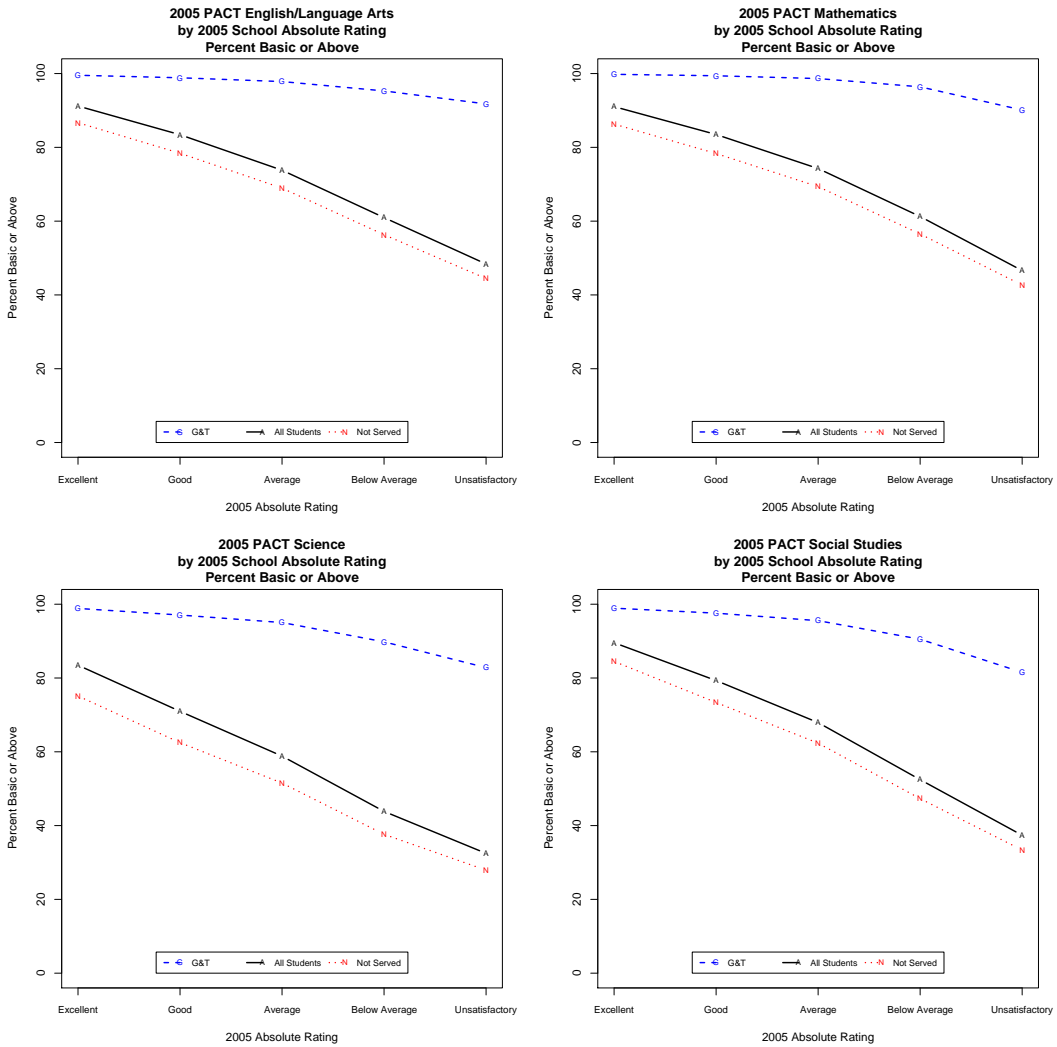 2005 PACT English/Language Arts
by 2005 School Absolute Rating
Percent Basic or Above
Percent Basic or Above
100
80
60
40
20
0
G G G G G
A A A A A
N N N N N
G G&T A All Students N Not Served
Excellent Good Average Below Average Unsatisfactory
2005 Absolute Rating
2005 PACT Mathematics
by 2005 School Absolute Rating
Percent Basic or Above
Percent Basic or Above
100
80
60
40
20
0
G G G G G
A A A A A
N N N N N
G G&T A All Students N Not Served
Excellent Good Average Below Average Unsatisfactory
2005 Absolute Rating
2005 PACT Science
by 2005 School Absolute Rating
Percent Basic or Above
Percent Basic or Above
100
80
60
40
20
0
G G G G G
A A A A A
N N N N N
G G&T A All Students N Not Served
Excellent Good Average Below Average Unsatisfactory
2005 Absolute Rating
2005 PACT Social Studies
by 2005 School Absolute Rating
Percent Basic or Above
Percent Basic or Above
100
80
60
40
20
0
G G G G G
A A A A A
N N N N N
G G&T A All Students N Not Served
Excellent Good Average Below Average Unsatisfactory
2005 Absolute Rating